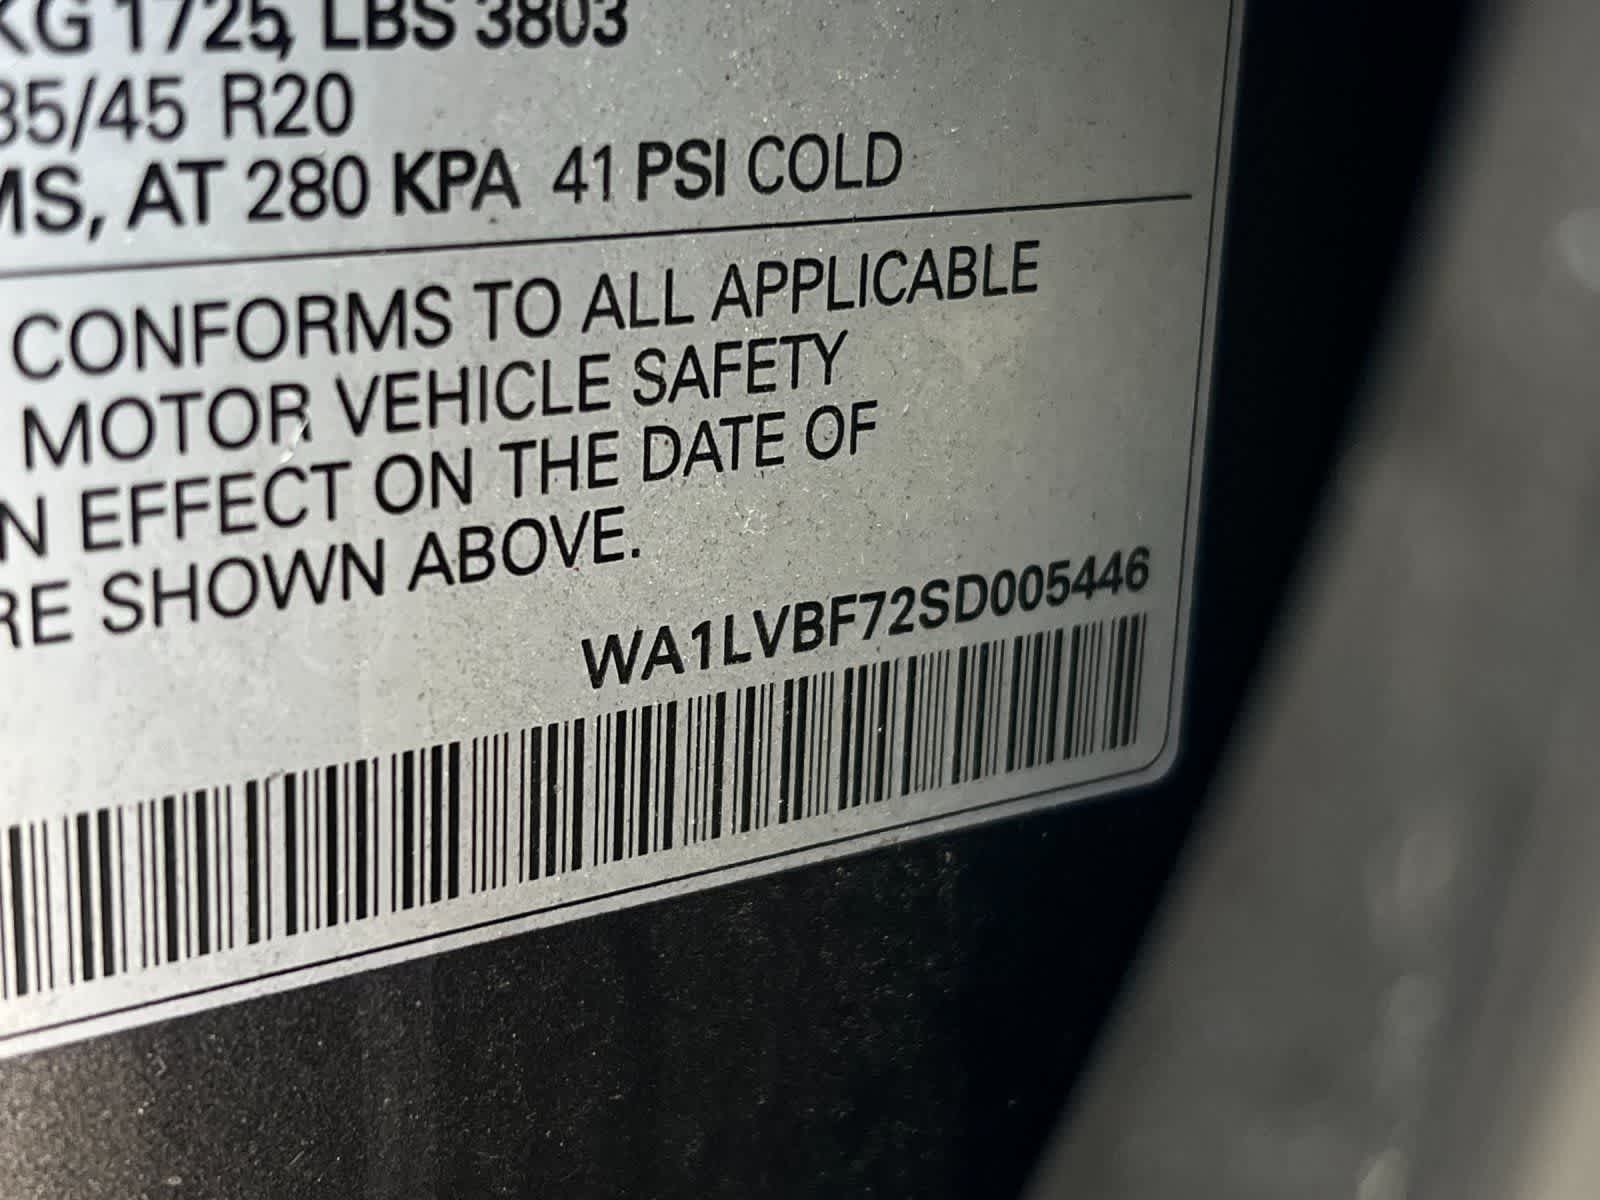 KG 1725, LBS 3803
85/45 R20
MS, AT 280 KPA 41 PSI COLD
CONFORMS TO ALL APPLICABLE
MOTOR VEHICLE SAFETY
N EFFECT ON THE DATE OF
RE SHOWN ABOVE.
WA1LVBF72SD005446